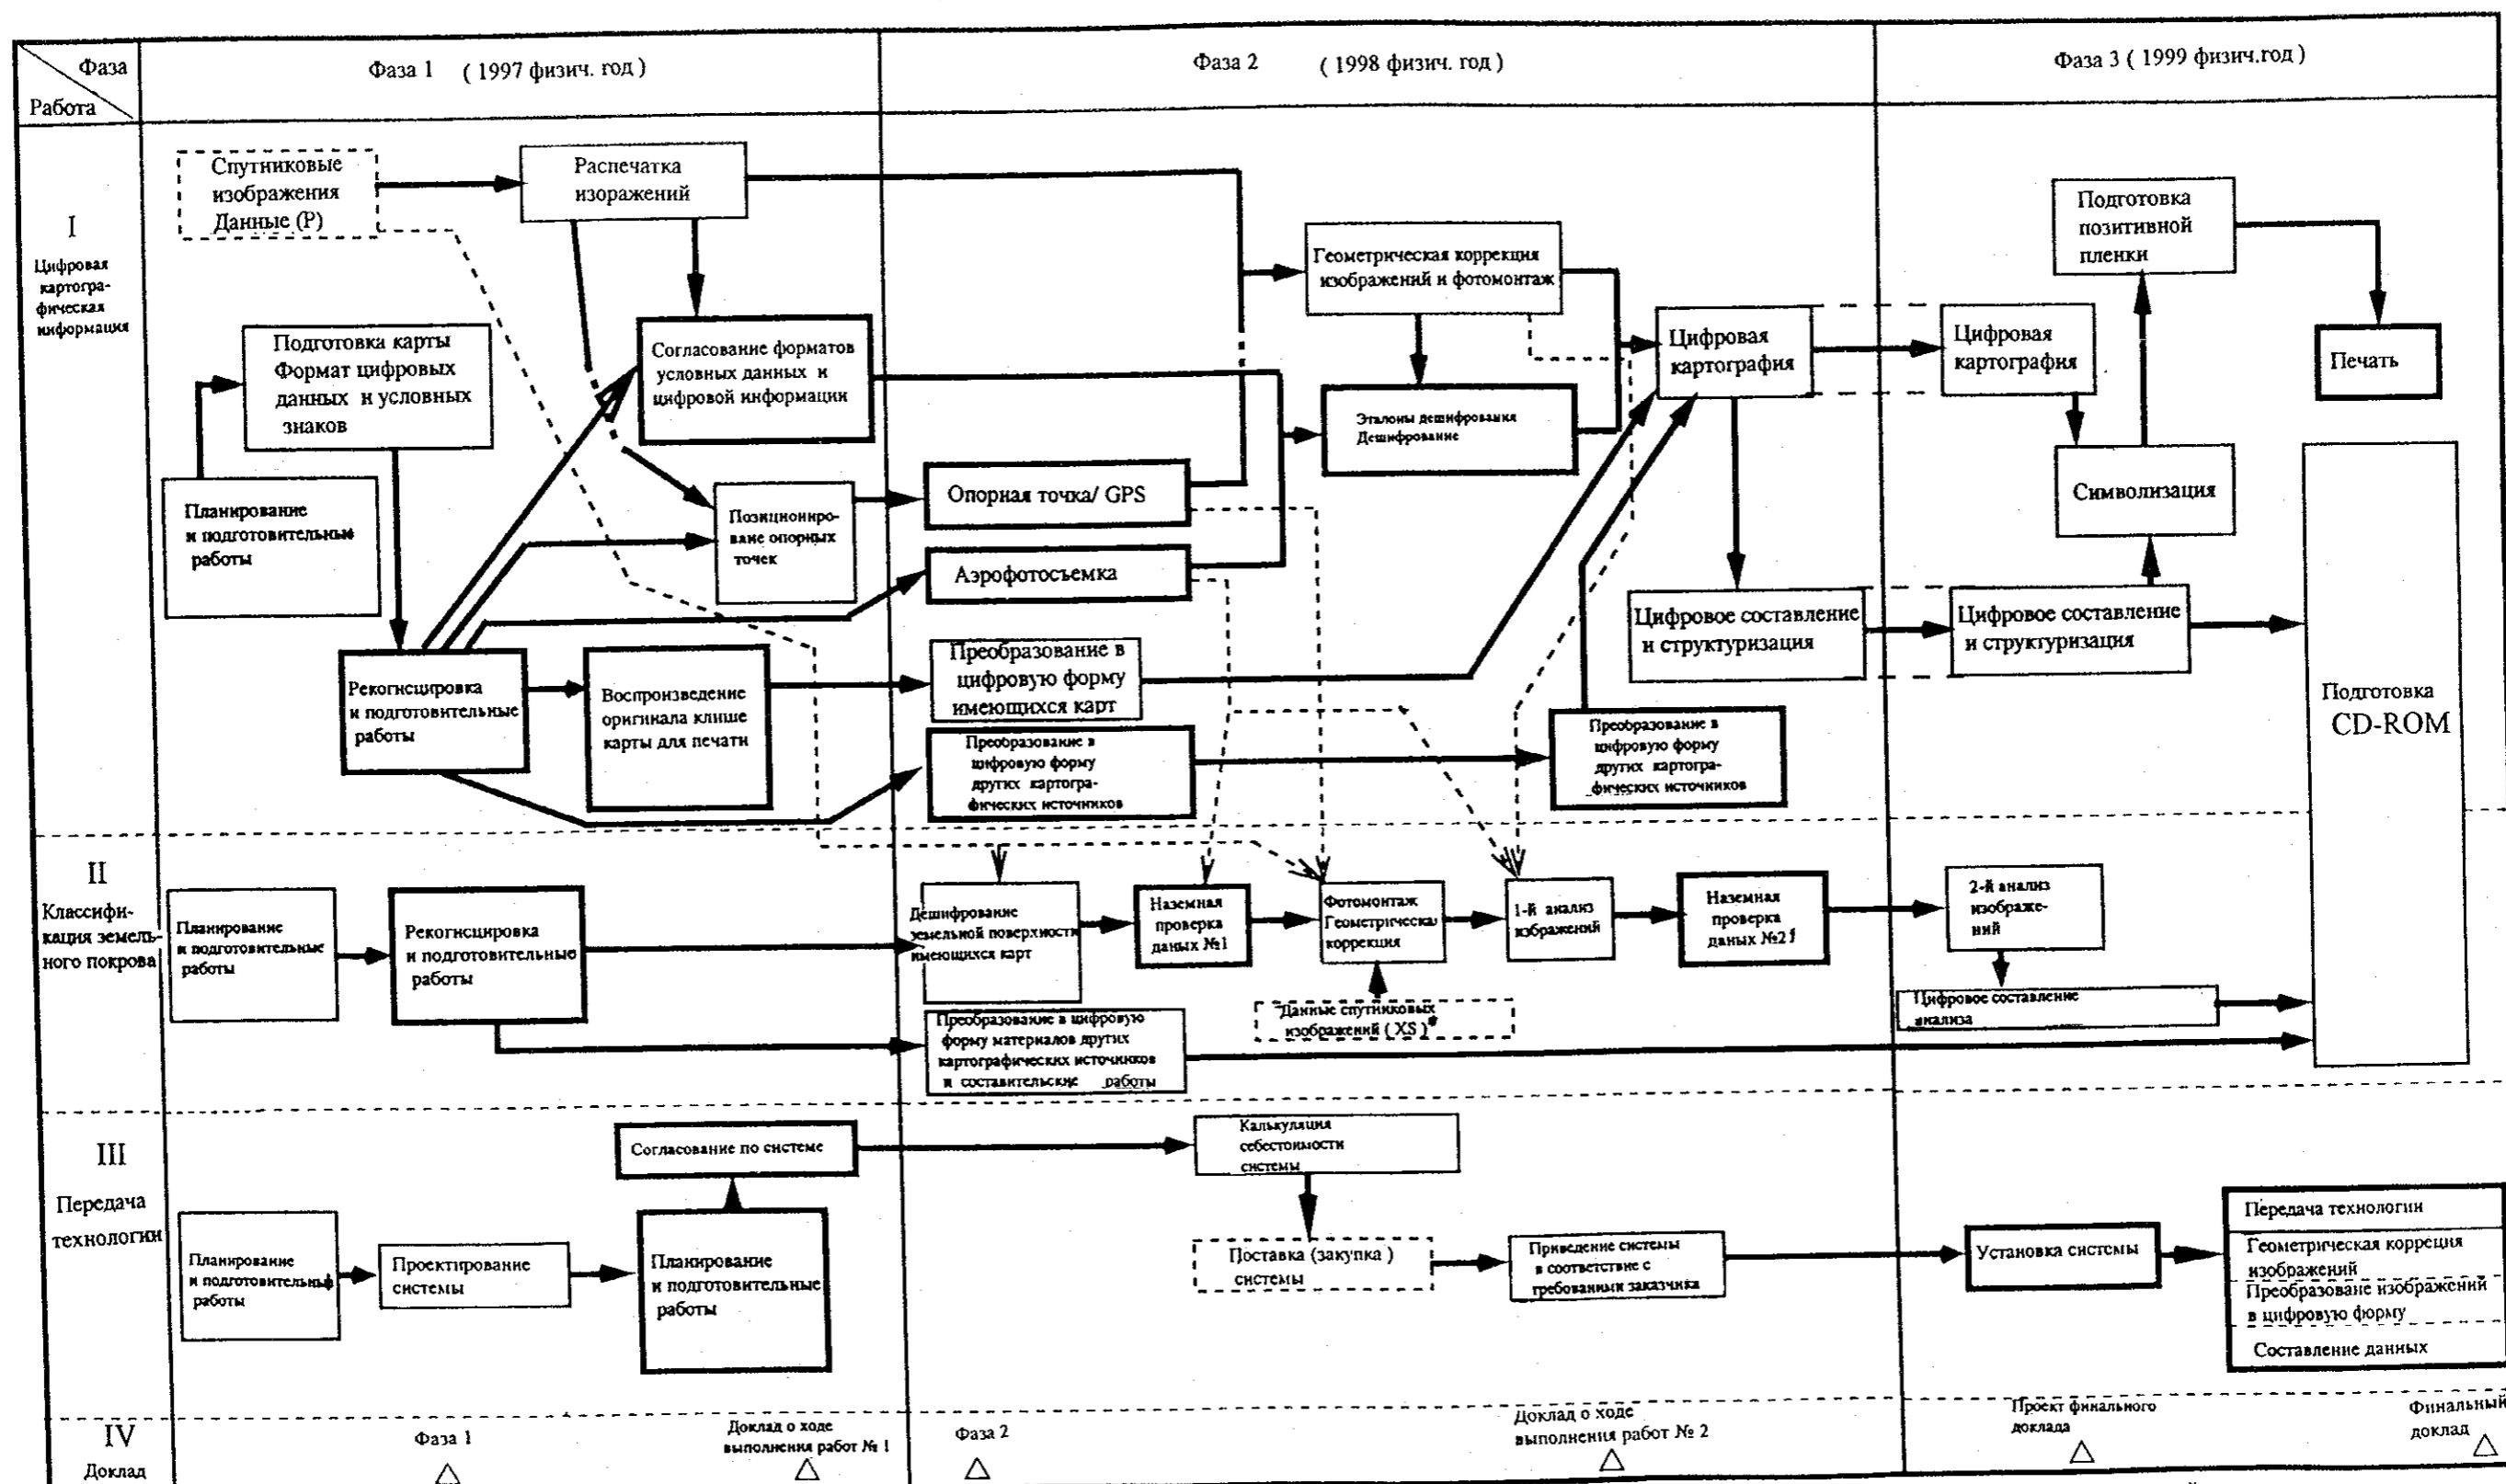 Фаза
Работа
Фаза 1 ( 1997 физич. год )
Фаза 2 ( 1998 физич. год )
Фаза 3 ( 1999 физич.год )
I
Цифровая
картогра-
фическая
информация
Спутниковые
изображения
Данные (P)
Распечатка
изоражений
Подготовка карты
Формат цифровых
данных и условных
знаков
Согласование форматов
условных данных и
цифровой информации
Планирование
и подготовительные
работы
Позициониро-
ване опорных
точек
Рекогнсцировка
и подготовительные
работы
Воспроизведение
оригинала клише
карты для печати
Опорная точка/ GPS
Аэрофотосъемка
Преобразование в
цифровую форму
имеющихся карт
Преобразование в
цифровую форму
других картогра-
фических источников
Геометрическая коррекция
изображений и фотомонтаж
Эталоны дешифрования
Дешифрование
Цифровая
картография
Цифровое составление
и структуризация
Преобразование в
цифровую форму
других картогра-
фических источников
Подготовка
позитивной
пленки
Цифровая
картография
Печать
Символизация
Цифровое составление
и структуризация
Подготовка
CD-ROM
II
Классифи-
кация земель-
ного покрова
Планирование
и подготовительные
работы
Рекогнсцировка
и подготовительные
работы
Дешифрование
земельной поверхности
имеющихся карт
Наземная
проверка
даных №1
Фотомонтаж
Геометрическая
коррекция
1-й анализ
избражений
Наземная
проверка
даных №2
2-й анализ
изображе-
ний
Данные спутниковых
изображений ( XS )
Цифровое составление
анализа
Преобразование в цифровую
форму материалов других
картографических источников
и составительские работы
III
Передача
технологии
Согласование по системе
Калькуляция
себестоимости
системы
Планирование
и подготовительные
работы
Проектирование
системы
Планирование
и подготовительные
работы
Поставка (закупка )
системы
Приведение системы
в соответствие с
требованиыи заказчика
Установка системы
Передача технологии
Геометрическая коррeция
изображений
Преобразоване изображений
в цифровую форму
Составление данных
IV
Доклад
Фаза 1
Доклад о ходе
выполнения работ № 1
Фаза 2
Доклад о ходе
выполнения работ № 2
Проект финального
доклада
Финальный
доклад